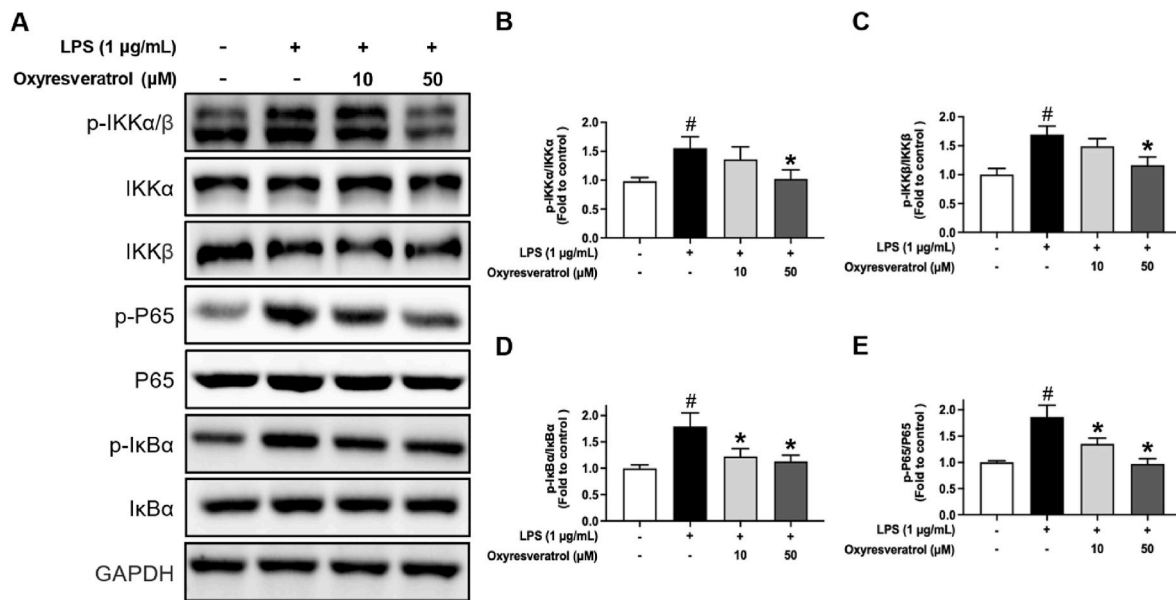 A
LPS (1 µg/mL) - + + +
Oxyresveratrol (µM) - - 10 50
p-IKKα/β
IKKα
IKKβ
p-P65
P65
p-IκBα
IκBα
GAPDH
B
p-IKKα/IKKα
(Fold to control )
2.0
1.5
1.0
0.5
0.0
#
*
LPS (1 µg/mL) - + + +
Oxyresveratrol (µM) - - 10 50
C
p-IKKβ/IKKβ
(Fold to control )
2.0
1.5
1.0
0.5
0.0
#
*
LPS (1 µg/mL) - + + +
Oxyresveratrol (µM) - - 10 50
D
p-IκBα/IκBα
(Fold to control )
2.0
1.5
1.0
0.5
0.0
#
* *
LPS (1 µg/mL) - + + +
Oxyresveratrol (µM) - - 10 50
E
p-P65/P65
(Fold to control )
2.0
1.5
1.0
0.5
0.0
#
*
*
LPS (1 µg/mL) - + + +
Oxyresveratrol (µM) - - 10 50